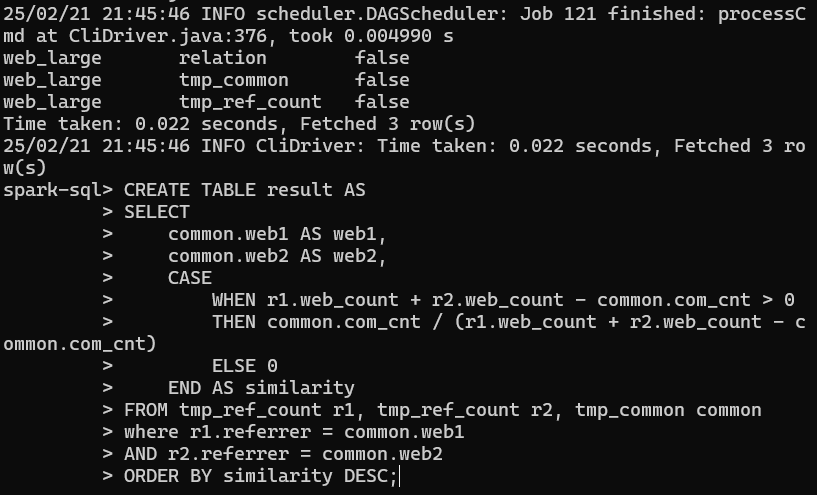 25/02/21 21:45:46 INFO scheduler.DAGScheduler: Job 121 finished: processC
md at CliDriver.java:376, took 0.004990 s
web_large       relation        false
web_large       tmp_common      false
web_large       tmp_ref_count   false
Time taken: 0.022 seconds, Fetched 3 row(s)
25/02/21 21:45:46 INFO CliDriver: Time taken: 0.022 seconds, Fetched 3 ro
w(s)
spark-sql> CREATE TABLE result AS
         > SELECT
         >     common.web1 AS web1,
         >     common.web2 AS web2,
         >     CASE
         >         WHEN r1.web_count + r2.web_count - common.com_cnt > 0
         >         THEN common.com_cnt / (r1.web_count + r2.web_count - c
ommon.com_cnt)
         >         ELSE 0
         >     END AS similarity
         > FROM tmp_ref_count r1, tmp_ref_count r2, tmp_common common
         > where r1.referrer = common.web1
         > AND r2.referrer = common.web2
         > ORDER BY similarity DESC;